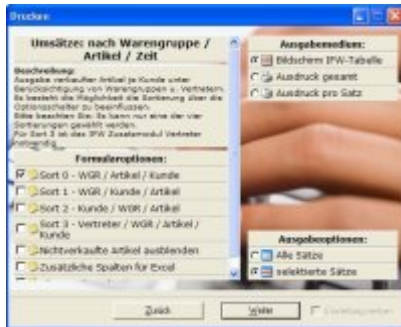 Drucken
Umsätze: nach Warengruppe /
Artikel / Zeit
Beschreibung:
Ausgabe verkaufter Artikel je Kunde unter
Berücksichtigung von Warengruppen u. Vertretern.
Es besteht die Möglichkeit die Sortierung über die
Optionsschalter zu beeinflussen.
Bitte beachten Sie: Es kann nur eine der vier
Sortierungen gewählt werden.
Für Sort 3 ist das IFW Zusatzmodul Vertreter
notwendig
Formularoptionen:
Sort 0 - WGR / Artikel / Kunde
Sort 1 - WGR / Kunde / Artikel
Sort 2 - Kunde / WGR / Artikel
Sort 3 - Vertreter / WGR / Artikel /
Kunde
Nichtverkaufte Artikel ausblenden
Zusätzliche Spalten für Excel
Ausgabemedium:
Bildschirm IFW-Tabelle
Ausdruck gesamt
Ausdruck pro Satz
Ausgabeoptionen:
Alle Sätze
selektierte Sätze
Zurück
Weiter